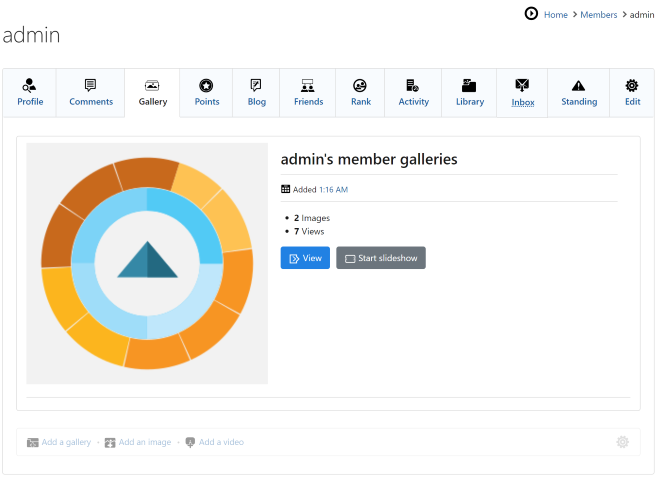 Home > Members > admin
admin
Profile Comments Gallery Points Blog Friends Rank Activity Library Inbox Standing Edit
admin's member galleries
Added 1:16 AM
• 2 Images
• 7 Views
View Start slideshow
Add a gallery • Add an image • Add a video